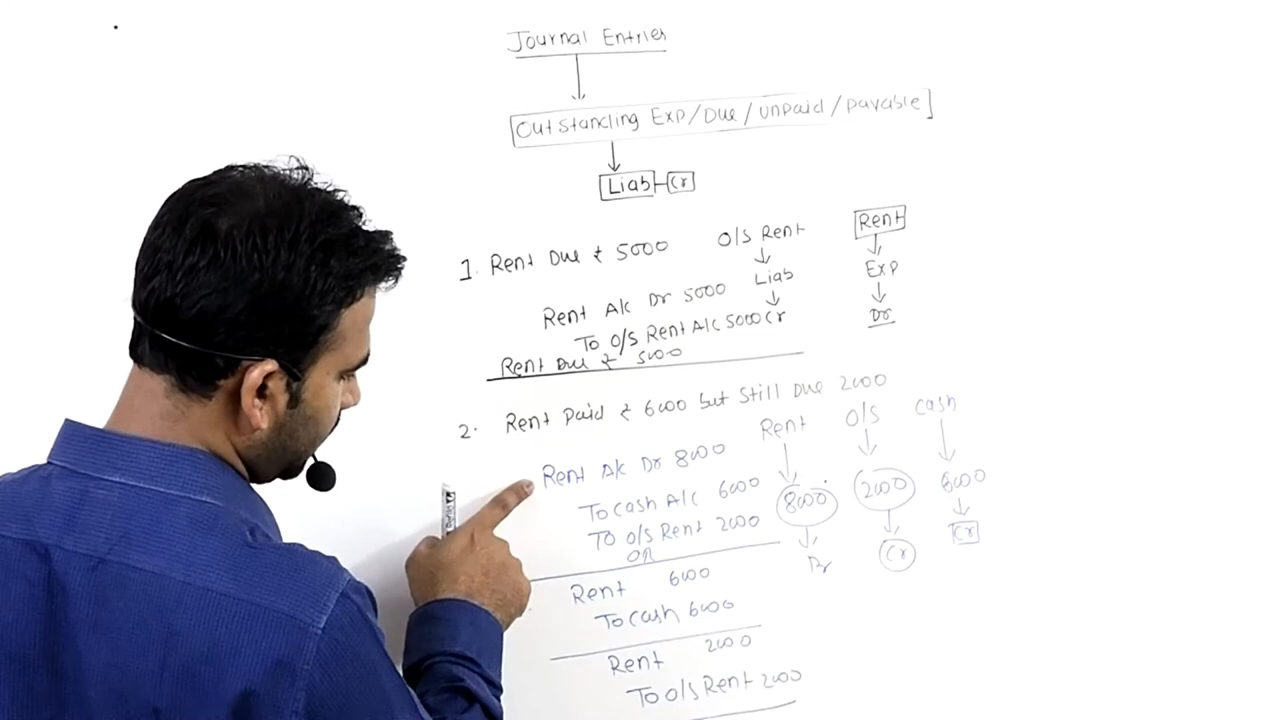 Journal Entries
Outstanding Exp/Due/unpaid/payable]
Liab Cr
1. Rent Due ₹ 5000 O/S Rent Rent
Liab Exp
Rent A/c Dr 5000
To O/S Rent A/c 5000 Cr Dr
Rent Due ₹ 5000
2. Rent Paid ₹ 6000 but Still Due 2000
Rent O/S cash
Rent A/c Dr 8000
To cash A/c 6000 8000 2000 6000
To O/S Rent 2000 Dr Cr Cr
OR
Rent 6000
To cash 6000
Rent 2000
To O/S Rent 2000